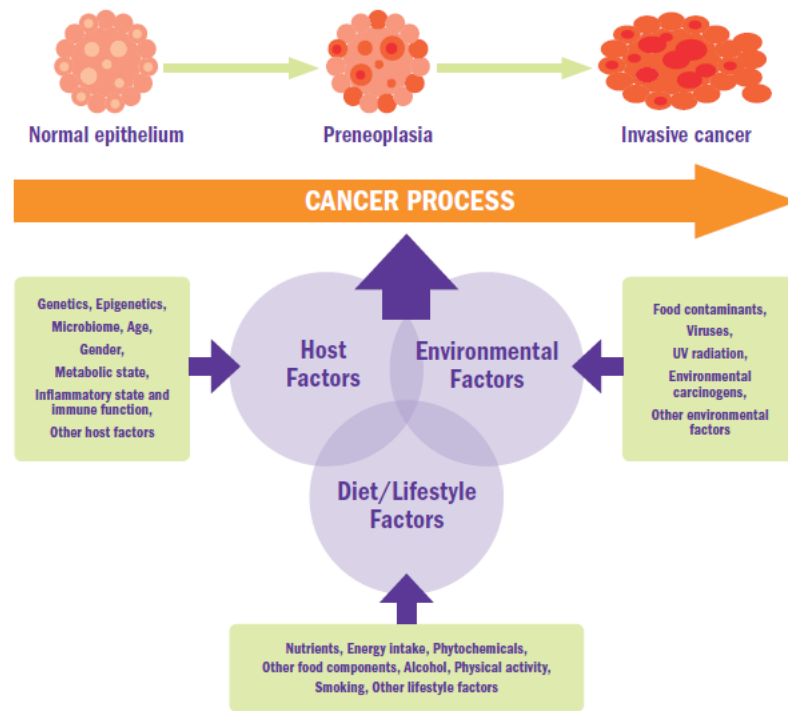 Normal epithelium
Preneoplasia
Invasive cancer
CANCER PROCESS
Genetics, Epigenetics,
Microbiome, Age,
Gender,
Metabolic state,
Inflammatory state and
immune function,
Other host factors
Host
Factors
Environmental
Factors
Food contaminants,
Viruses,
UV radiation,
Environmental
carcinogens,
Other environmental
factors
Diet/Lifestyle
Factors
Nutrients, Energy intake, Phytochemicals,
Other food components, Alcohol, Physical activity,
Smoking, Other lifestyle factors